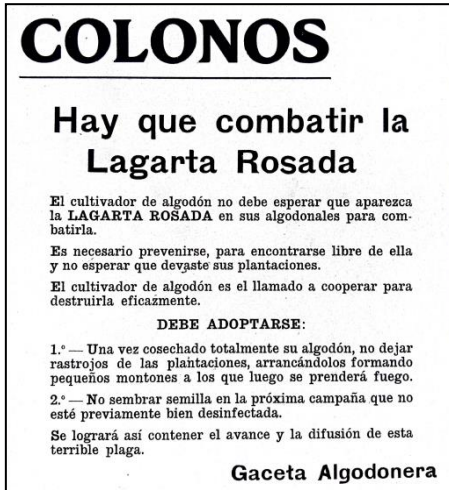 COLONOS
Hay que combatir la
Lagarta Rosada
El cultivador de algodón no debe esperar que aparezca
la LAGARTA ROSADA en sus algodonales para com-
batirla.
Es necesario prevenirse, para encontrarse libre de ella
y no esperar que devaste sus plantaciones.
El cultivador de algodón es el llamado a cooperar para
destruirla eficazmente.
DEBE ADOPTARSE:
1.º — Una vez cosechado totalmente su algodón, no dejar
rastrojos de las plantaciones, arrancándolos formando
pequeños montones a los que luego se prenderá fuego.
2.º — No sembrar semilla en la próxima campaña que no
esté previamente bien desinfectada.
Se logrará así contener el avance y la difusión de esta
terrible plaga.
Gaceta Algodonera